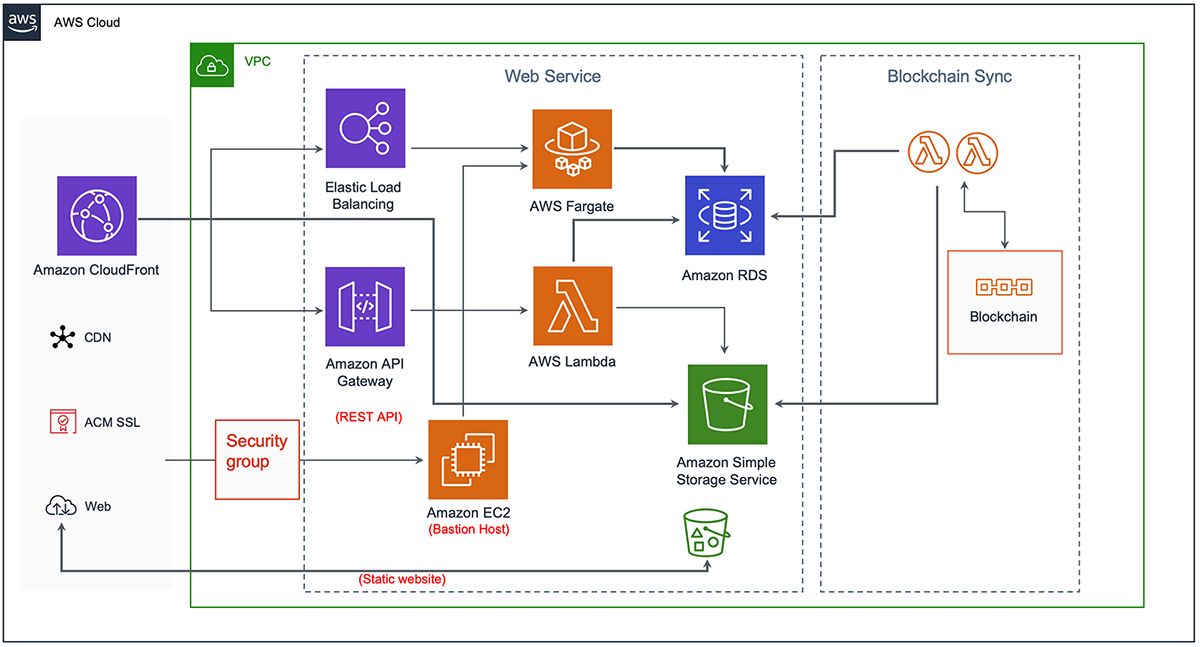 aws
AWS Cloud
VPC
Web Service
Blockchain Sync
Elastic Load
Balancing
AWS Fargate
Amazon CloudFront
Amazon RDS
CDN
Amazon API
Gateway
(REST API)
AWS Lambda
Blockchain
ACM SSL
Security
group
Amazon Simple
Storage Service
Web
Amazon EC2
(Bastion Host)
(Static website)